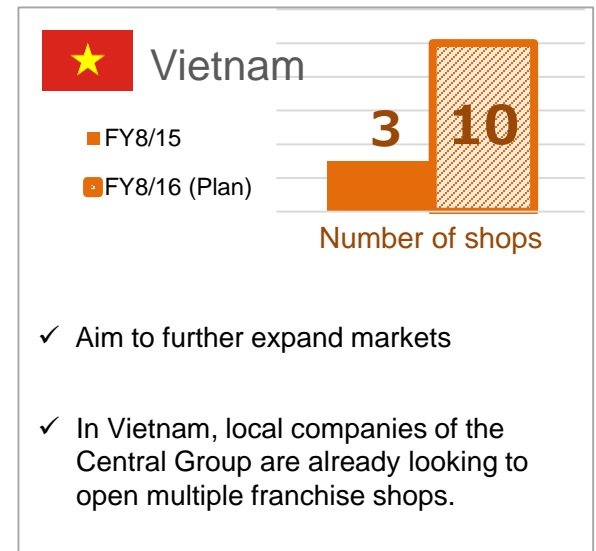 Vietnam
FY8/15
FY8/16 (Plan)
3
10
Number of shops
✓ Aim to further expand markets
✓ In Vietnam, local companies of the
Central Group are already looking to
open multiple franchise shops.